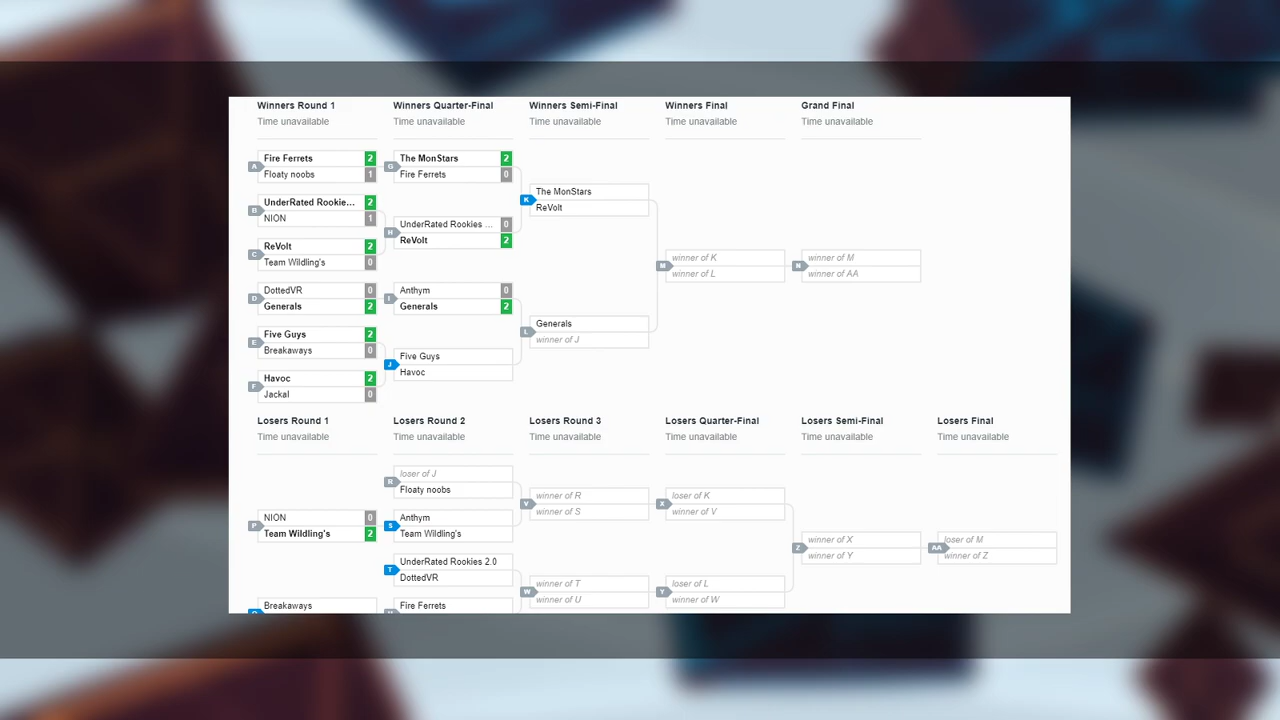 Winners Round 1
Time unavailable
Winners Quarter-Final
Time unavailable
Winners Semi-Final
Time unavailable
Winners Final
Time unavailable
Grand Final
Time unavailable
A
Fire Ferrets 2
Floaty noobs 1
B
UnderRated Rookie... 2
NION 1
C
ReVolt 2
Team Wildling's 0
D
DottedVR 0
Generals 2
E
Five Guys 2
Breakaways 0
F
Havoc 2
Jackal 0
G
The MonStars 2
Fire Ferrets 0
H
UnderRated Rookies ... 0
ReVolt 2
I
Anthym 0
Generals 2
J
Five Guys
Havoc
K
The MonStars
ReVolt
L
Generals
winner of J
M
winner of K
winner of L
N
winner of M
winner of AA
Losers Round 1
Time unavailable
Losers Round 2
Time unavailable
Losers Round 3
Time unavailable
Losers Quarter-Final
Time unavailable
Losers Semi-Final
Time unavailable
Losers Final
Time unavailable
P
NION 0
Team Wildling's 2
Breakaways
R
loser of J
Floaty noobs
S
Anthym
Team Wildling's
T
UnderRated Rookies 2.0
DottedVR
Fire Ferrets
V
winner of R
winner of S
W
winner of T
winner of U
X
loser of K
winner of V
Y
loser of L
winner of W
Z
winner of X
winner of Y
AA
loser of M
winner of Z